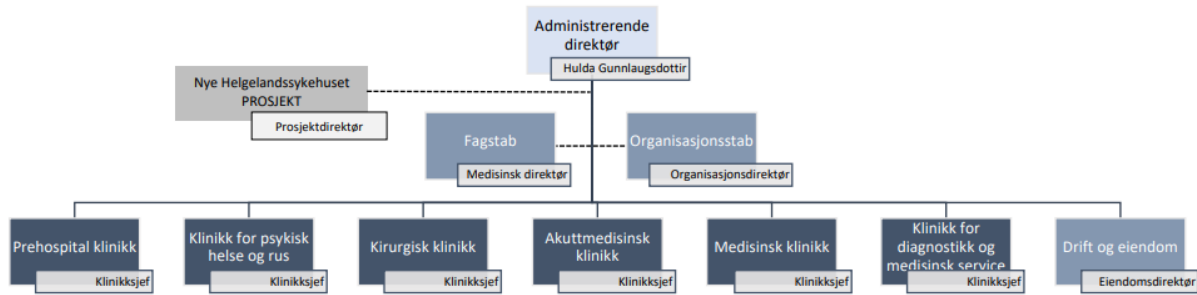 Administrerende
direktør
Hulda Gunnlaugsdottir
Nye Helgelandssykehuset
PROSJEKT
Prosjektdirektør
Fagstab
Medisinsk direktør
Organisasjonsstab
Organisasjonsdirektør
Prehospital klinikk
Klinikksjef
Klinikk for psykisk
helse og rus
Klinikksjef
Kirurgisk klinikk
Klinikksjef
Akuttmedisinsk
klinikk
Klinikksjef
Medisinsk klinikk
Klinikksjef
Klinikk for
diagnostikk og
medisinsk service
Klinikksjef
Drift og eiendom
Eiendomsdirektør